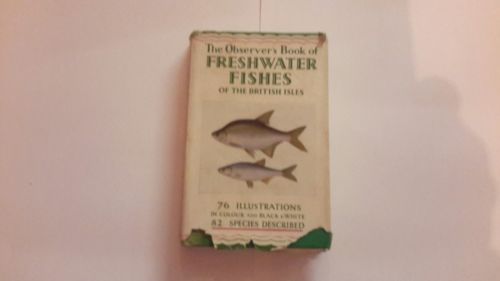 The Observer's Book of
FRESHWATER
FISHES
OF THE BRITISH ISLES
76 ILLUSTRATIONS
IN COLOUR AND BLACK & WHITE
82 SPECIES DESCRIBED